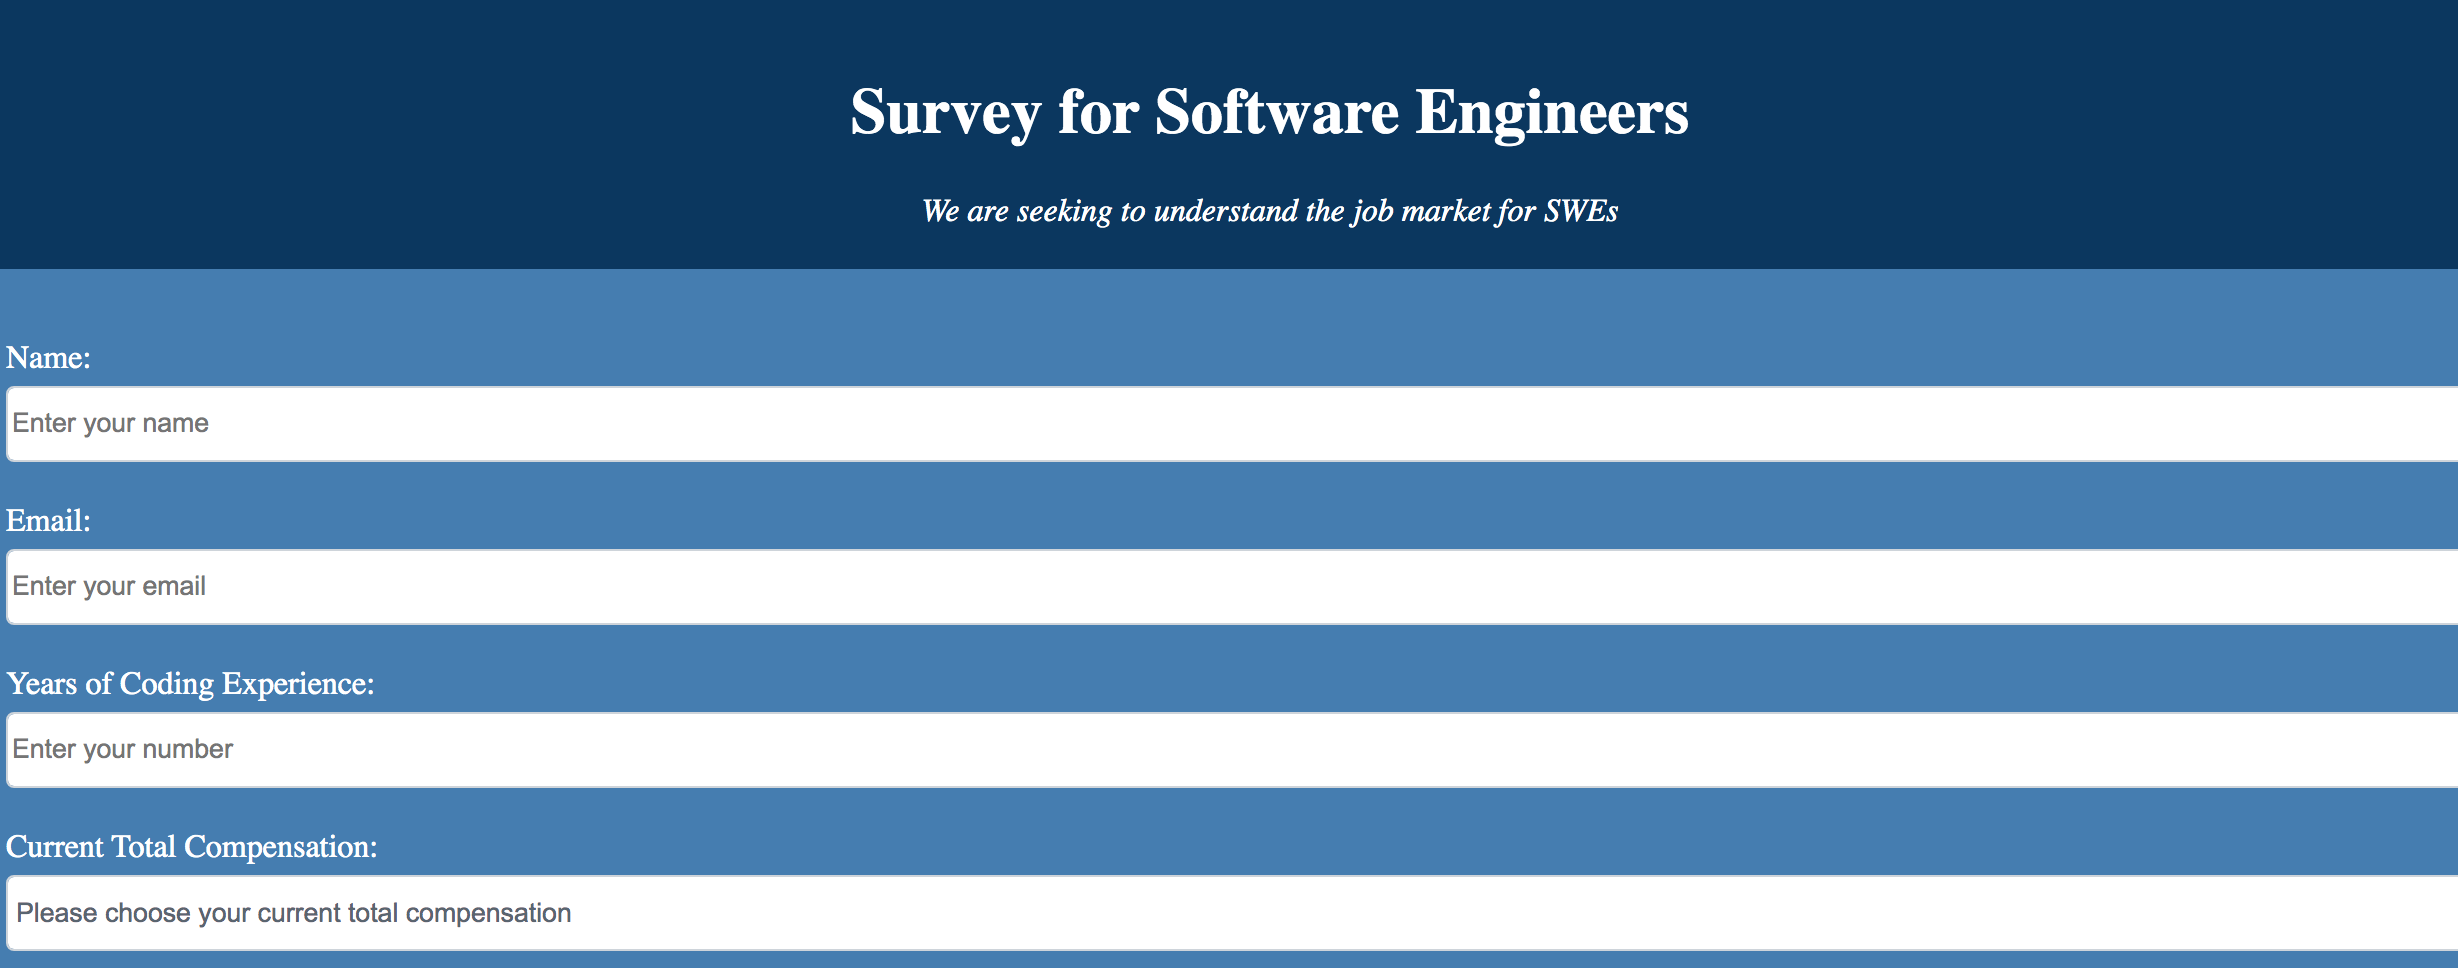 Survey for Software Engineers
We are seeking to understand the job market for SWEs
Name:
Enter your name
Email:
Enter your email
Years of Coding Experience:
Enter your number
Current Total Compensation:
Please choose your current total compensation